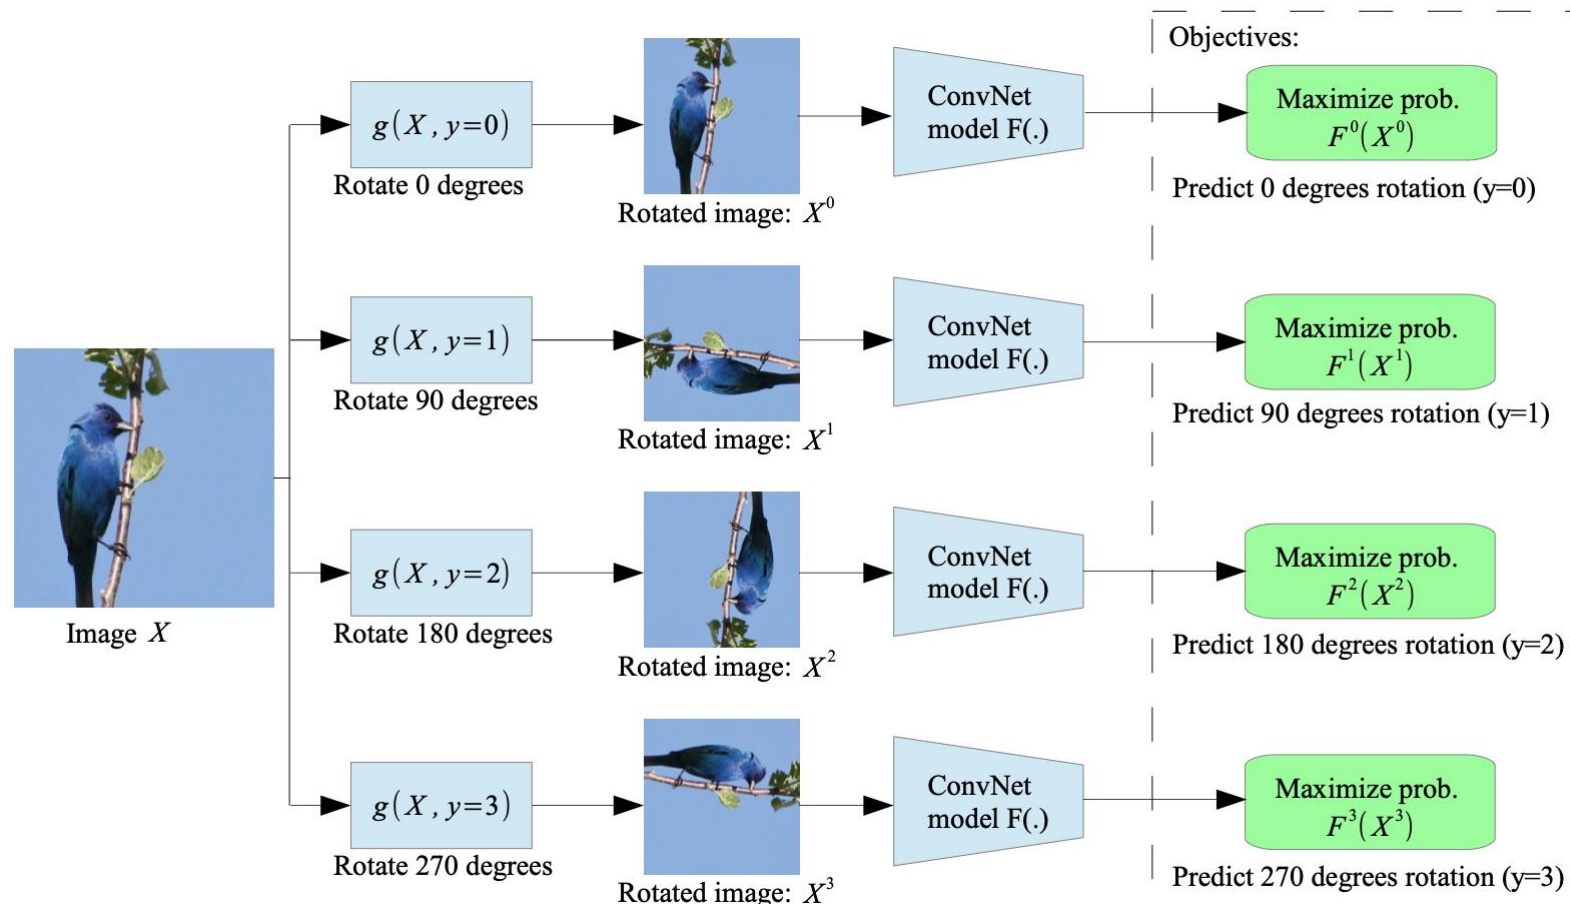 Objectives:
g(X, y=0)
Rotate 0 degrees
Rotated image: X⁰
ConvNet
model F(.)
Maximize prob.
F⁰(X⁰)
Predict 0 degrees rotation (y=0)
g(X, y=1)
Rotate 90 degrees
Rotated image: X¹
ConvNet
model F(.)
Maximize prob.
F¹(X¹)
Predict 90 degrees rotation (y=1)
Image X
g(X, y=2)
Rotate 180 degrees
Rotated image: X²
ConvNet
model F(.)
Maximize prob.
F²(X²)
Predict 180 degrees rotation (y=2)
g(X, y=3)
Rotate 270 degrees
Rotated image: X³
ConvNet
model F(.)
Maximize prob.
F³(X³)
Predict 270 degrees rotation (y=3)